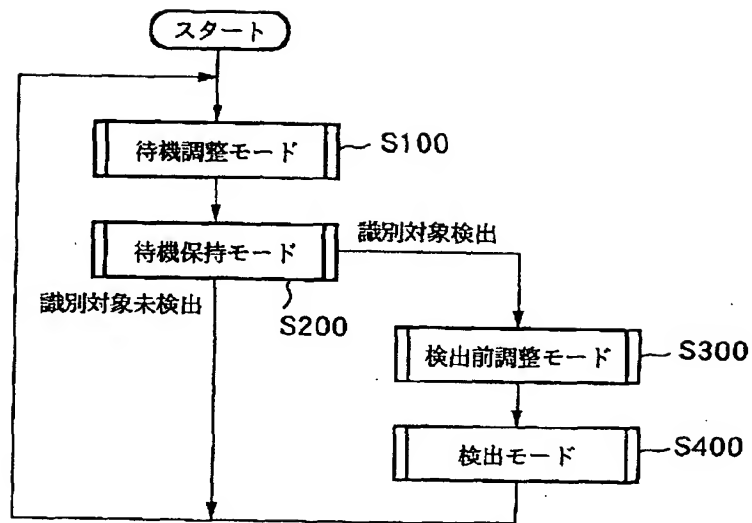 スタート
待機調整モード
S100
待機保持モード
識別対象検出
識別対象未検出
S200
検出前調整モード
S300
検出モード
S400